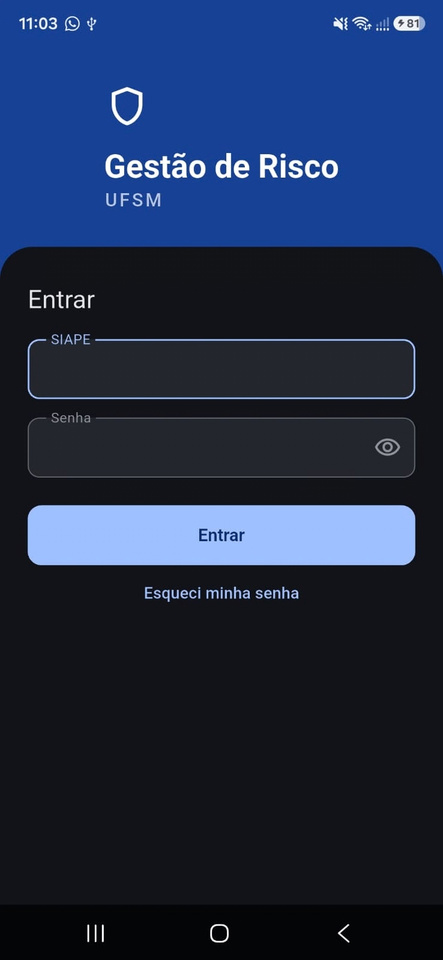 11:03
81
Gestão de Risco
UFSM
Entrar
SIAPE
Senha
Entrar
Esqueci minha senha